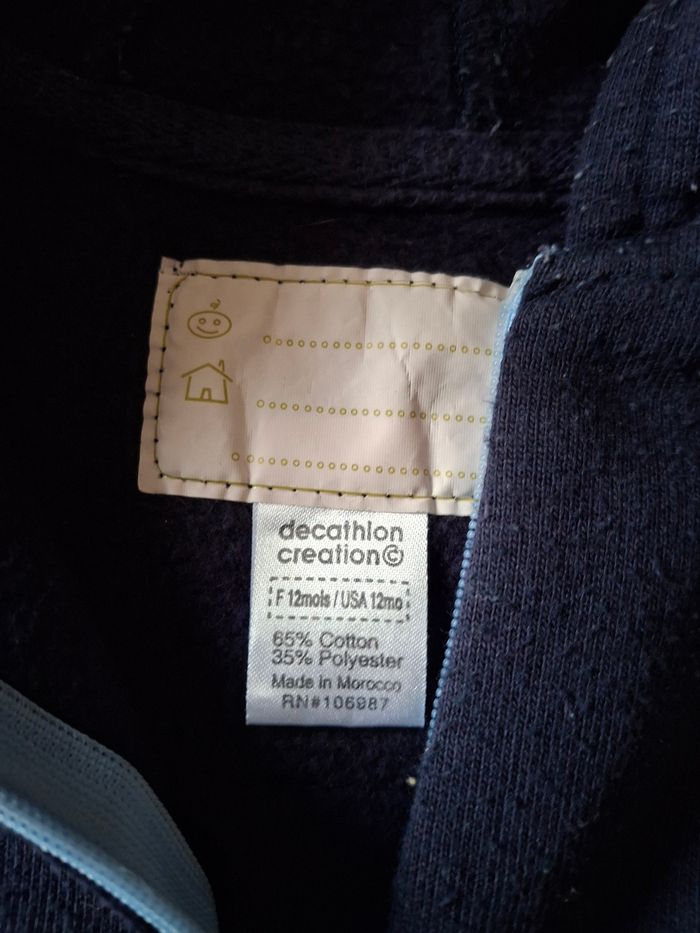 decathlon
creation©
F 12mois / USA 12mo
65% Cotton
35% Polyester
Made in Morocco
RN#106987